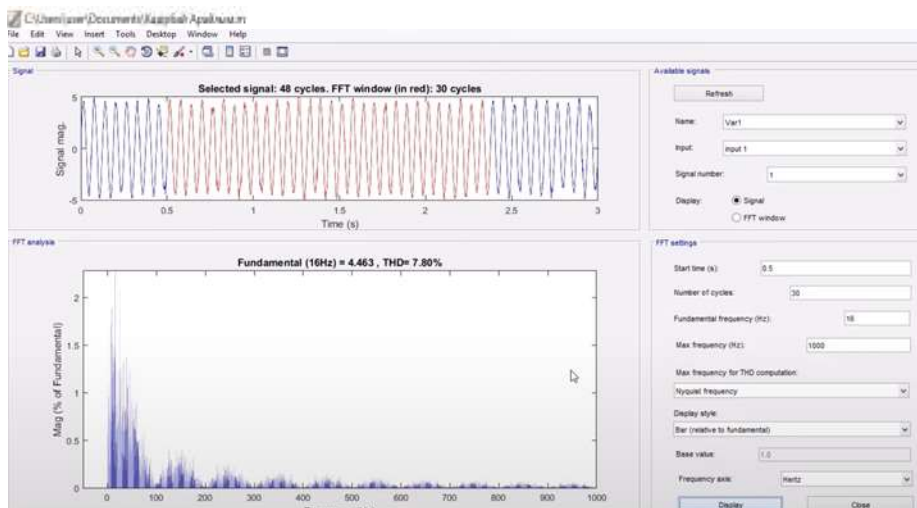 File Edit View Insert Tools Desktop Window Help
Signal
Selected signal: 48 cycles. FFT window (in red): 30 cycles
Signal mag.
5
0
-5
0 0.5 1 1.5 2 2.5 3
Time (s)
FFT analysis
Fundamental (16Hz) = 4.463 , THD= 7.80%
Mag (% of Fundamental)
2
1.5
1
0.5
0
0 100 200 300 400 500 600 700 800 900 1000
Available signals
Refresh
Name: Var1
Input: input 1
Signal number: 1
Display: Signal
FFT window
FFT settings
Start time (s): 0.5
Number of cycles: 30
Fundamental frequency (Hz): 16
Max frequency (Hz): 1000
Max frequency for THD computation:
Nyquist frequency
Display style:
Bar (relative to fundamental)
Base value: 1.0
Frequency axis: Hertz
Display Close